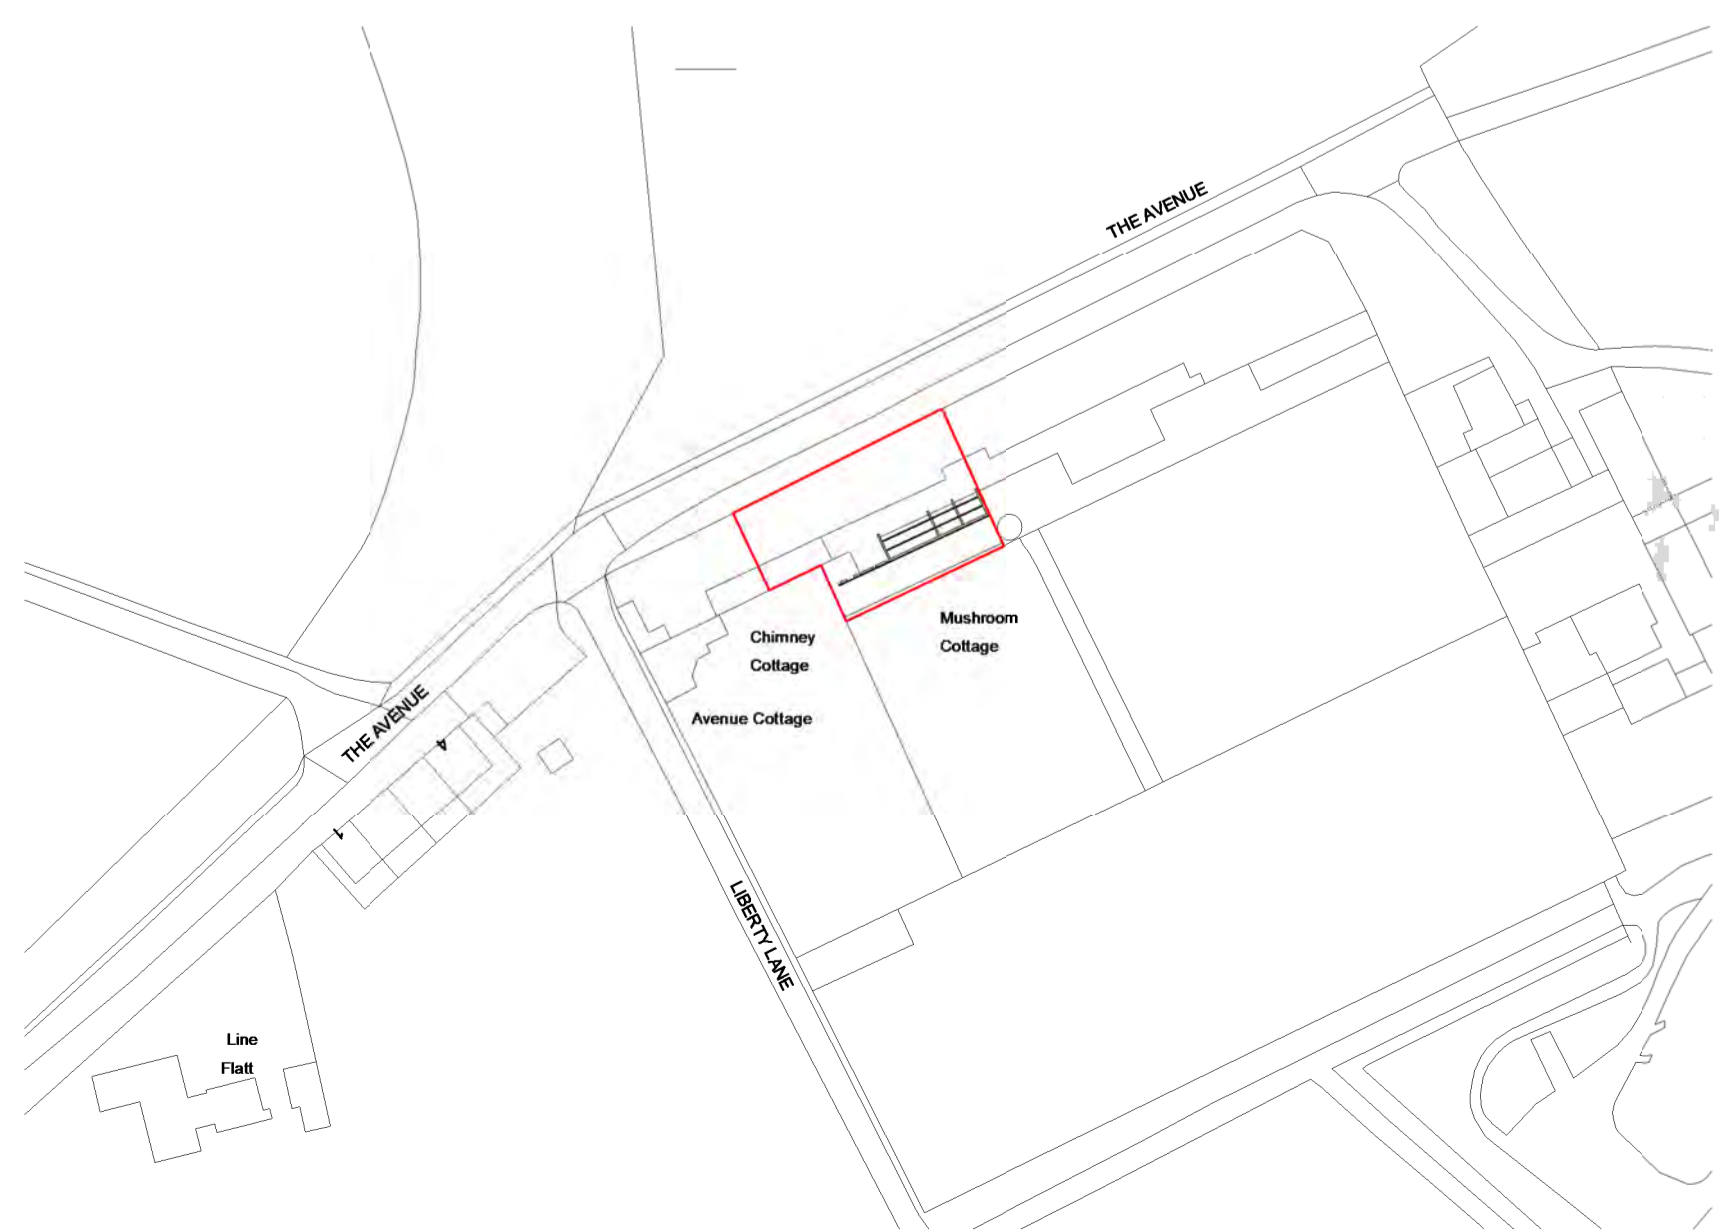 THE AVENUE
Mushroom
Cottage
Chimney
Cottage
Avenue Cottage
THE AVENUE
4
1
LIBERTY LANE
Line
Flatt